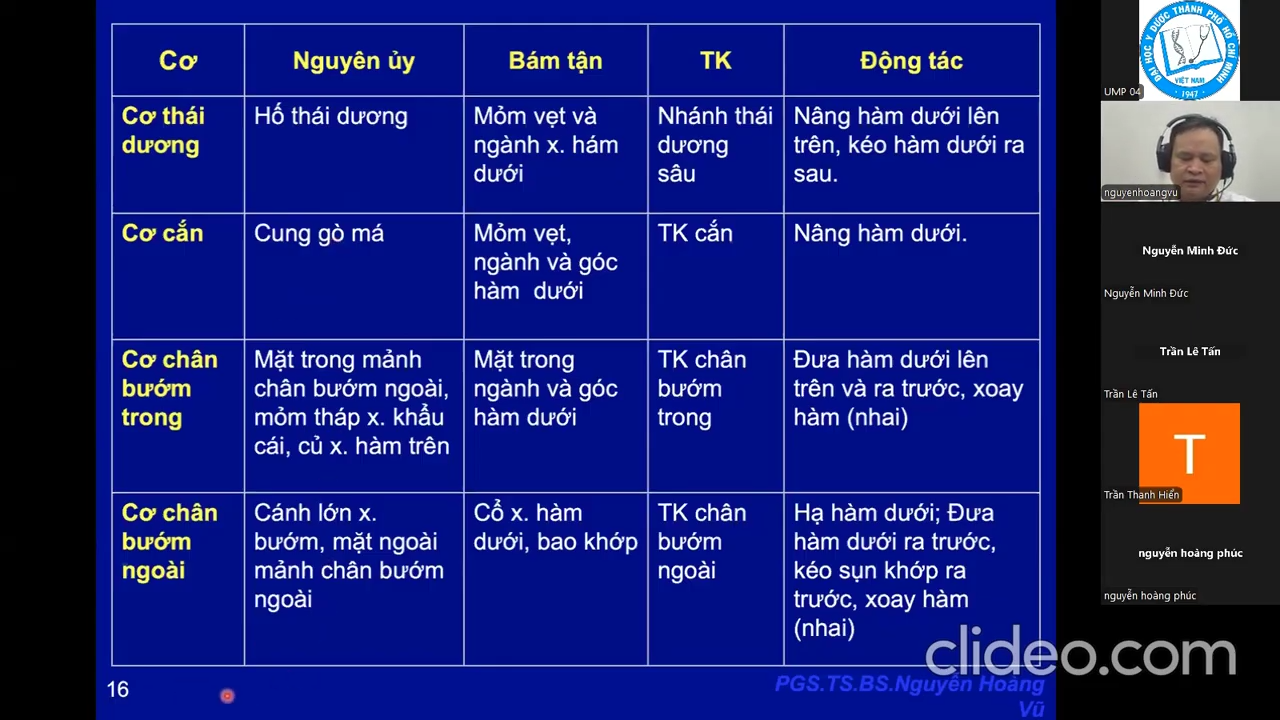 Cơ
Nguyên ủy
Bám tận
TK
Động tác
Cơ thái
dương
Hố thái dương
Mỏm vẹt và
ngành x. hám
dưới
Nhánh thái
dương
sâu
Nâng hàm dưới lên
trên, kéo hàm dưới ra
sau.
Cơ cắn
Cung gò má
Mỏm vẹt,
ngành và góc
hàm dưới
TK cắn
Nâng hàm dưới.
Cơ chân
bướm
trong
Mặt trong mảnh
chân bướm ngoài,
mỏm tháp x. khẩu
cái, củ x. hàm trên
Mặt trong
ngành và góc
hàm dưới
TK chân
bướm
trong
Đưa hàm dưới lên
trên và ra trước, xoay
hàm (nhai)
Cơ chân
bướm
ngoài
Cánh lớn x.
bướm, mặt ngoài
mảnh chân bướm
ngoài
Cổ x. hàm
dưới, bao khớp
TK chân
bướm
ngoài
Hạ hàm dưới; Đưa
hàm dưới ra trước,
kéo sụn khớp ra
trước, xoay hàm
(nhai)
16
PGS.TS.BS.Nguyễn Hoàng
Vũ
clideo.com
ĐẠI HỌC Y DƯỢC THÀNH PHỐ HỒ CHÍ MINH
VIỆT NAM
1947
UMP 04
nguyenhoangvu
Nguyễn Minh Đức
Nguyễn Minh Đức
Trần Lê Tấn
Trần Lê Tấn
T
Trần Thanh Hiển
nguyễn hoàng phúc
nguyễn hoàng phúc